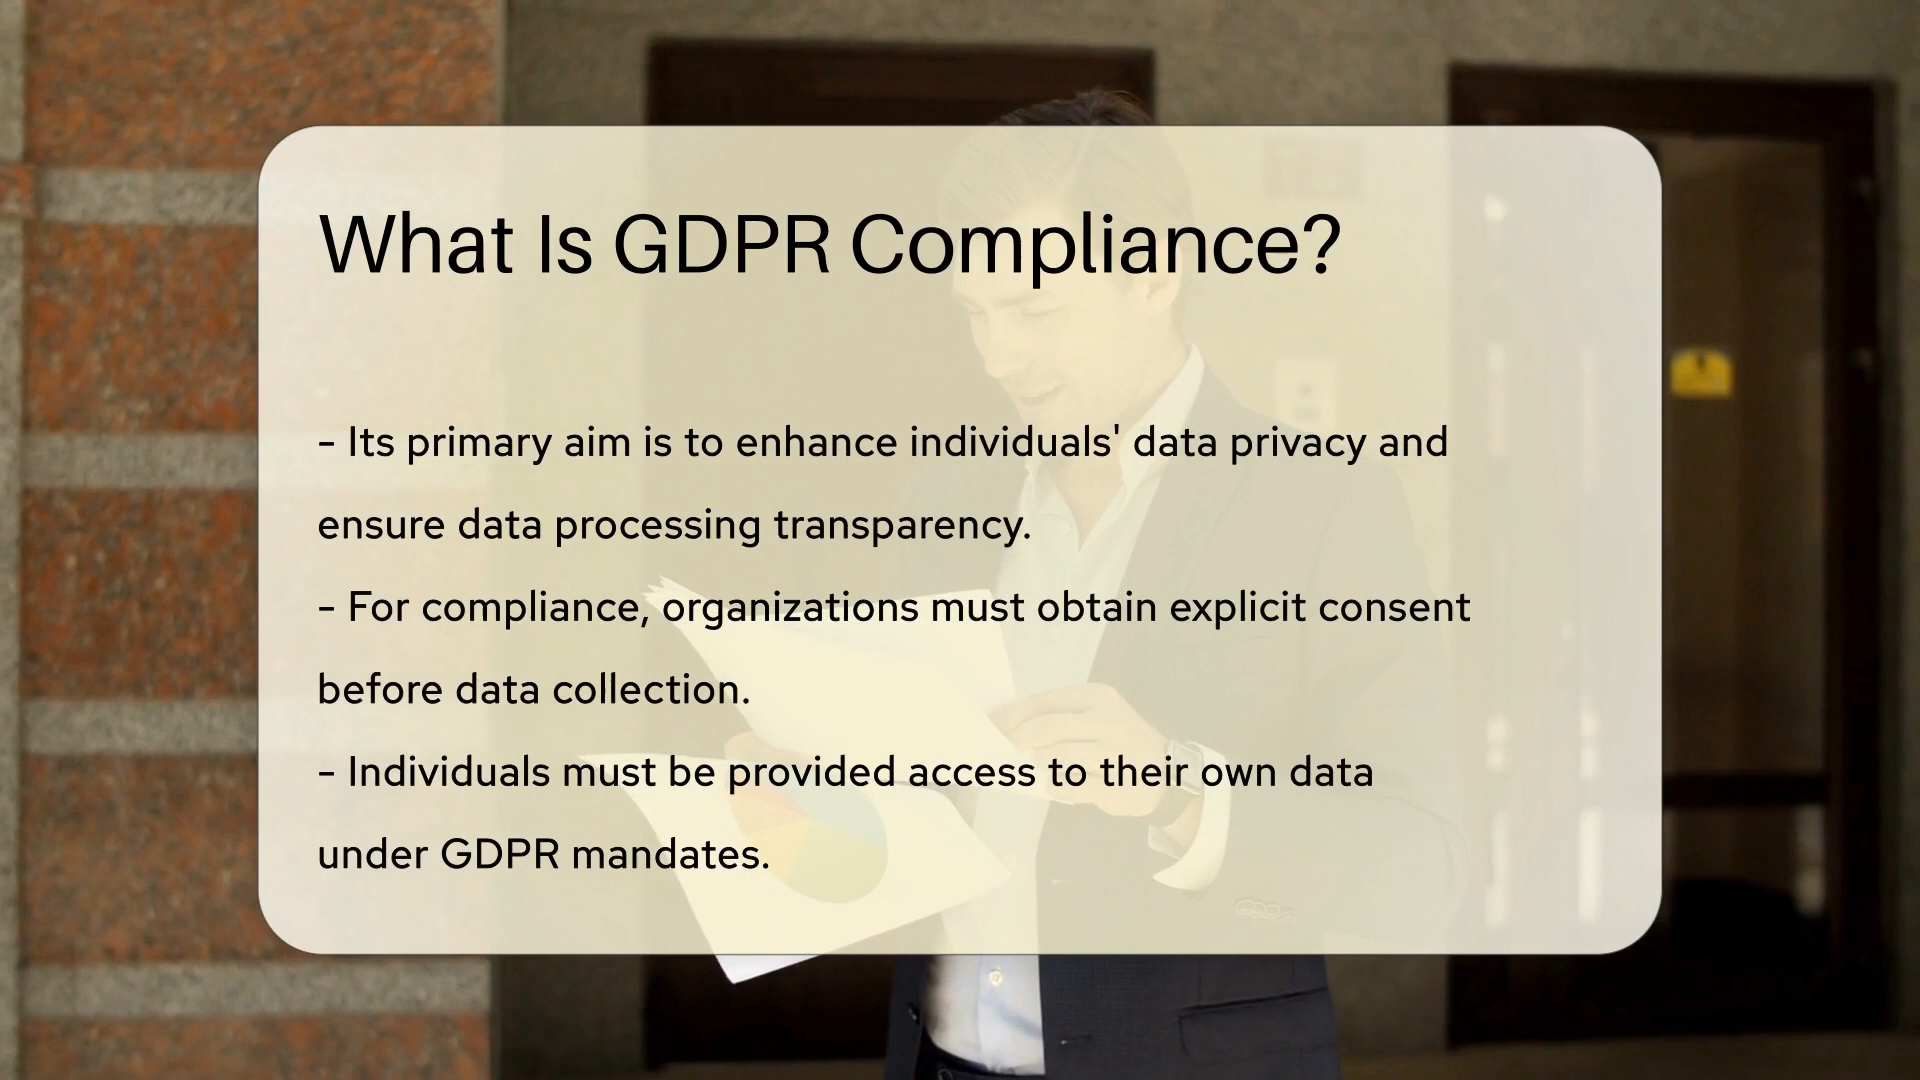 What Is GDPR Compliance?
- Its primary aim is to enhance individuals' data privacy and
ensure data processing transparency.
- For compliance, organizations must obtain explicit consent
before data collection.
- Individuals must be provided access to their own data
under GDPR mandates.